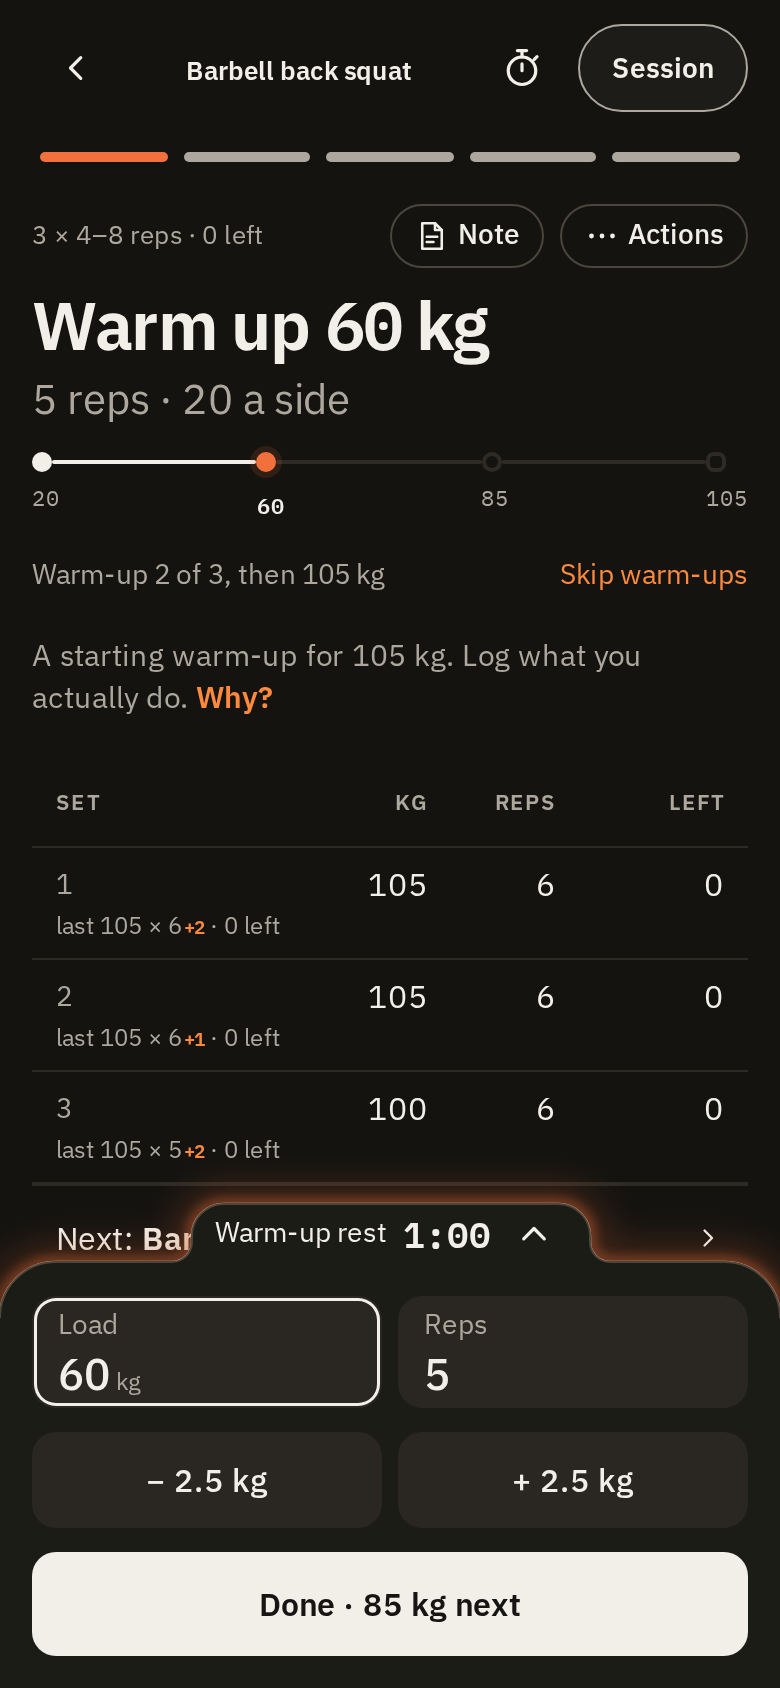 Barbell back squat
Session
3 × 4–8 reps · 0 left
Note
Actions
Warm up 60 kg
5 reps · 20 a side
20 60 85 105
Warm-up 2 of 3, then 105 kg
Skip warm-ups
A starting warm-up for 105 kg. Log what you
actually do. Why?
SET KG REPS LEFT
1 105 6 0
last 105 × 6 +2 · 0 left
2 105 6 0
last 105 × 6 +1 · 0 left
3 100 6 0
last 105 × 5 +2 · 0 left
Next:
Warm-up rest 1:00
Load
60 kg
Reps
5
– 2.5 kg
+ 2.5 kg
Done · 85 kg next